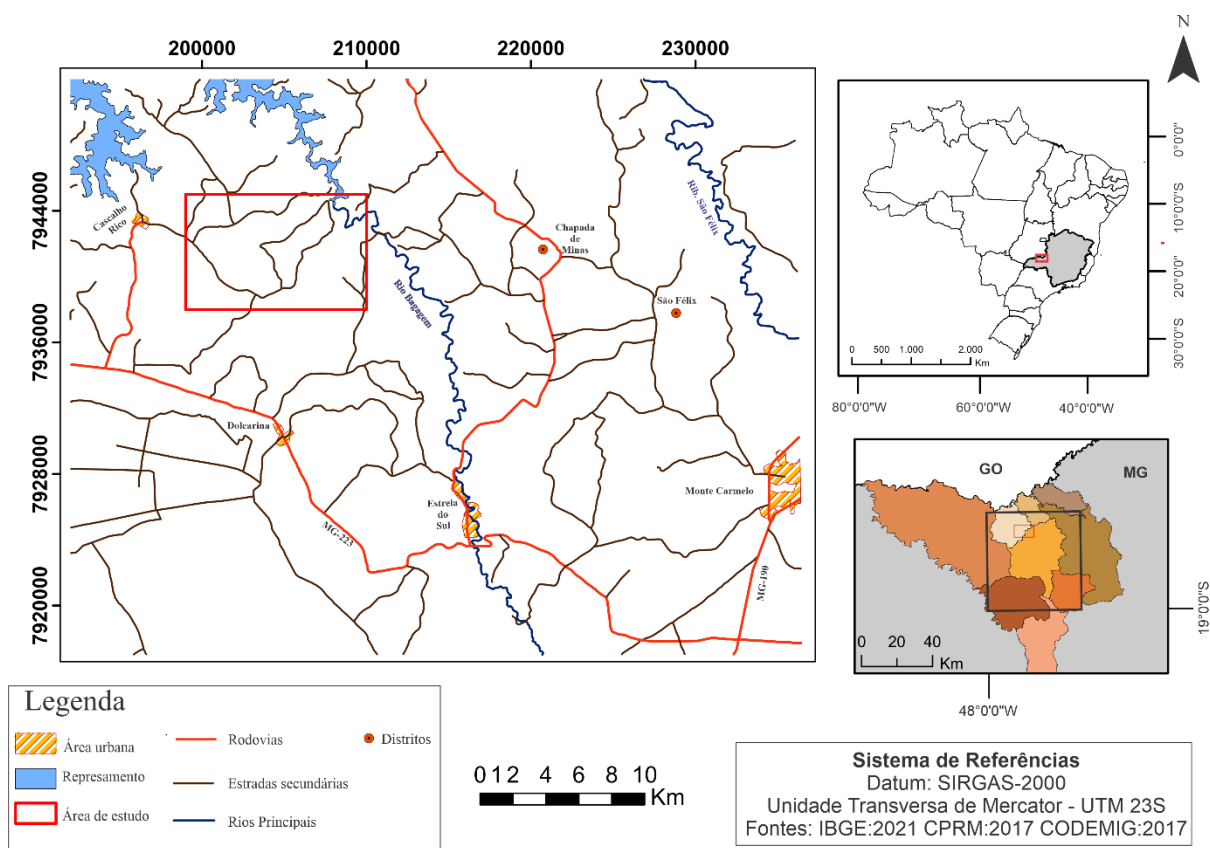 200000 210000 220000 230000
7944000
7936000
7928000
7920000
Cascalho
Rico
Chapada
de
Minas
Rib. São Félix
São Félix
Rio Bagagem
Dolcarina
Estrela
do
Sul
Monte Carmelo
MG-223
MG-190
N
0°0'0"
10°0'0"S
20°0'0"S
30°0'0"S
0 500 1.000 2.000
Km
80°0'0"W 60°0'0"W 40°0'0"W
GO MG
0 20 40
Km
19°0'0"S
48°0'0"W
Legenda
Área urbana
Rodovias
Distritos
Represamento
Estradas secundárias
Área de estudo
Rios Principais
0 1 2 4 6 8 10
Km
Sistema de Referências
Datum: SIRGAS-2000
Unidade Transversa de Mercator - UTM 23S
Fontes: IBGE:2021 CPRM:2017 CODEMIG:2017